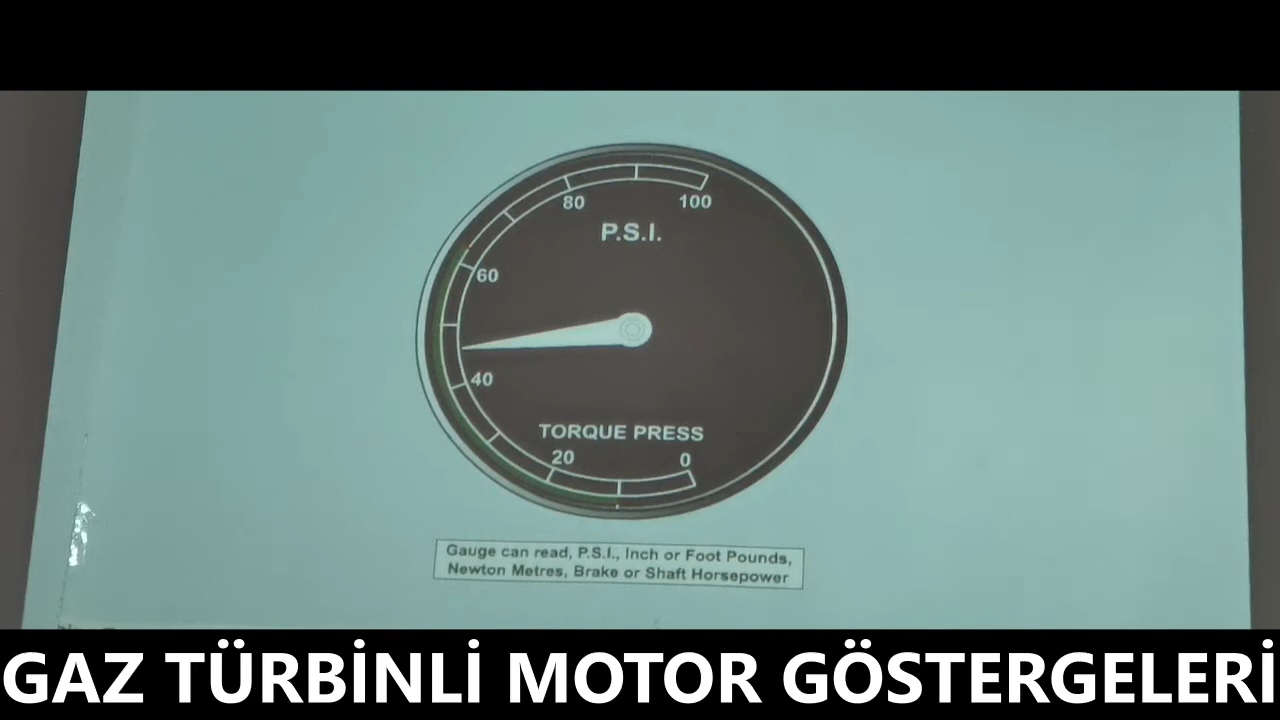 80
100
P.S.I.
60
40
TORQUE PRESS
20
0
Gauge can read, P.S.I., Inch or Foot Pounds,
Newton Metres, Brake or Shaft Horsepower
GAZ TÜRBİNLİ MOTOR GÖSTERGELERİ